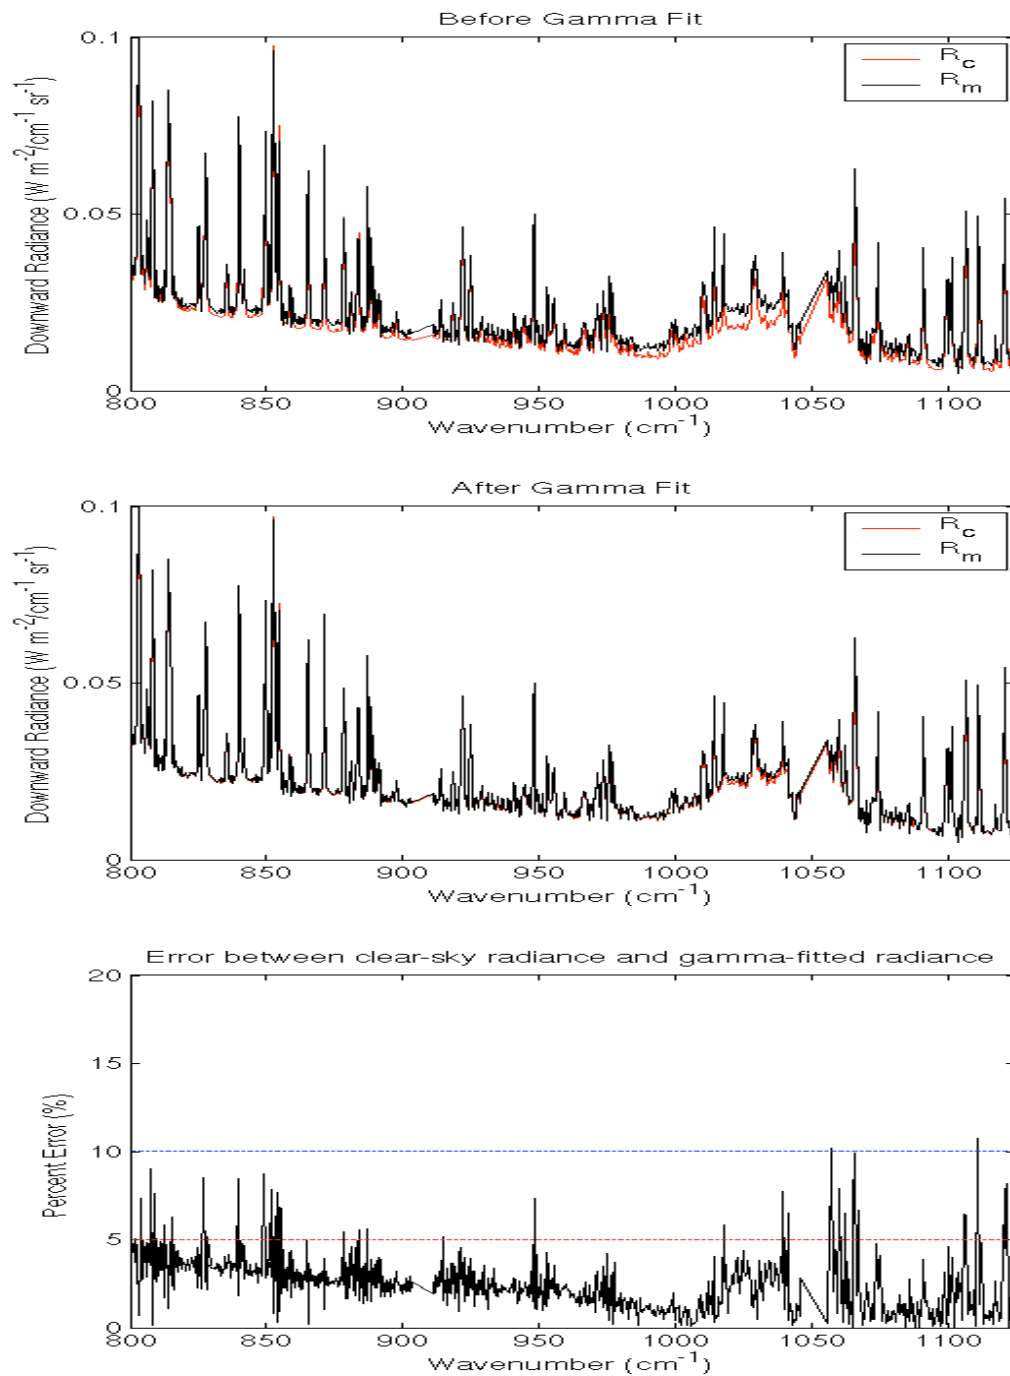 Before Gamma Fit
R_c
R_m
0.1
0.05
0
Downward Radiance (W m^-2/cm^-1 sr^-1)
800 850 900 950 1000 1050 1100
Wavenumber (cm^-1)
After Gamma Fit
R_c
R_m
0.1
0.05
0
Downward Radiance (W m^-2/cm^-1 sr^-1)
800 850 900 950 1000 1050 1100
Wavenumber (cm^-1)
Error between clear-sky radiance and gamma-fitted radiance
20
15
10
5
0
Percent Error (%)
800 850 900 950 1000 1050 1100
Wavenumber (cm^-1)